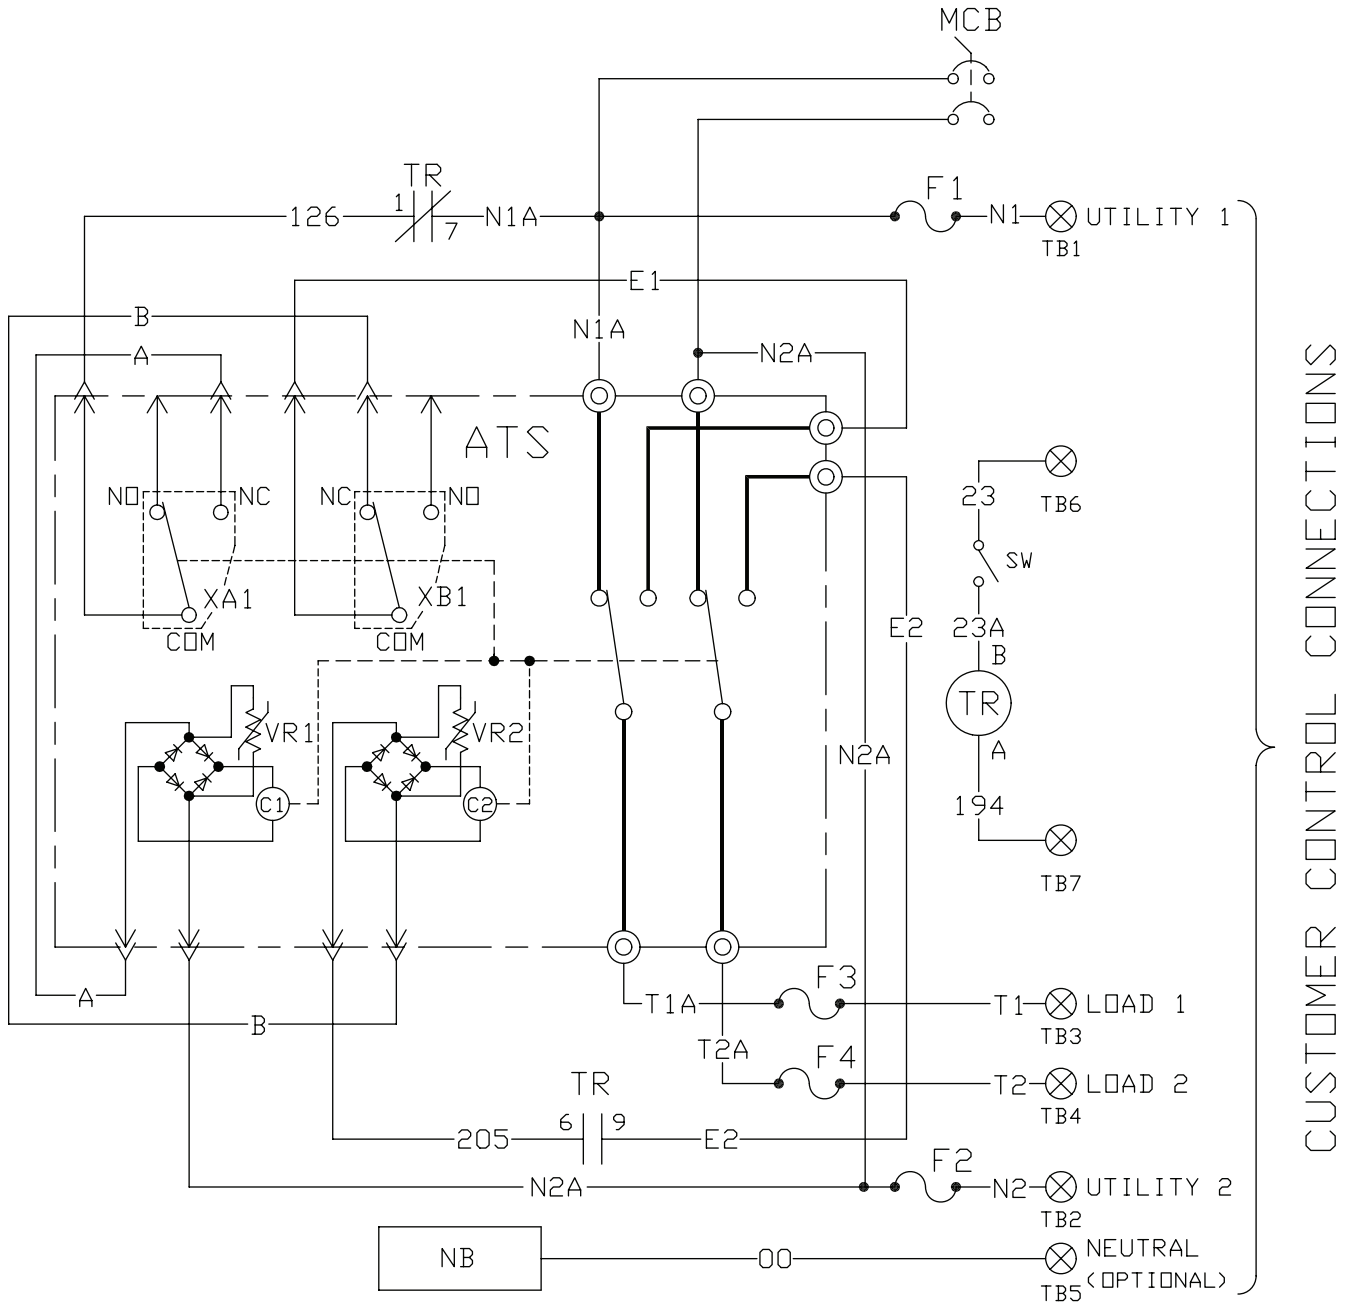 MCB
TR
1
7
126
N1A
F1
N1
UTILITY 1
TB1
E1
B
N1A
A
N2A
ATS
NO
NC
NC
NO
23
TB6
SW
XA1
XB1
COM
COM
E2
23A
B
TR
A
VR1
VR2
N2A
C1
C2
194
TB7
CUSTOMER CONTROL CONNECTIONS
A
B
F3
T1A
T1
LOAD 1
TB3
T2A
F4
T2
LOAD 2
TB4
TR
6
9
205
E2
F2
N2A
N2
UTILITY 2
TB2
NB
00
NEUTRAL
(OPTIONAL)
TB5